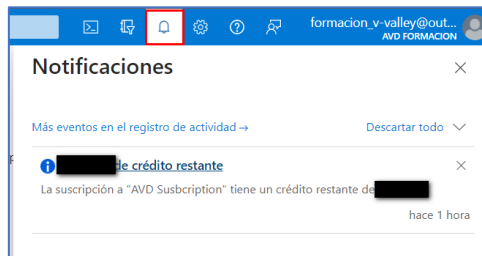 formacion_v-valley@out...
AVD FORMACION
Notificaciones
Más eventos en el registro de actividad →
Descartar todo
de crédito restante
La suscripción a "AVD Susbcription" tiene un crédito restante de
hace 1 hora